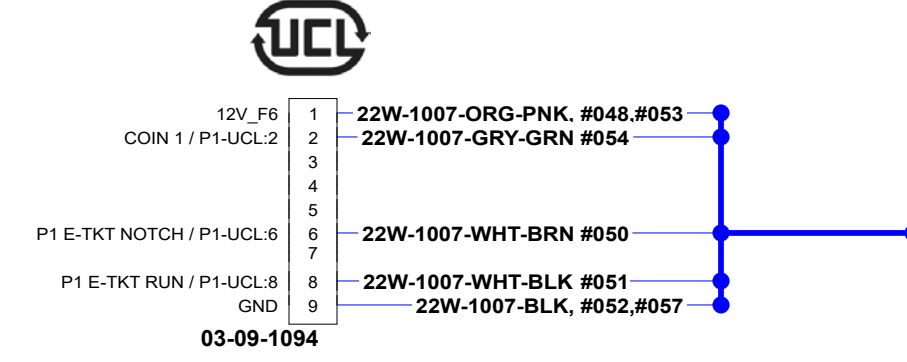 UCL
12V_F6 1 22W-1007-ORG-PNK, #048,#053
COIN 1 / P1-UCL:2 2 22W-1007-GRY-GRN #054
3
4
5
P1 E-TKT NOTCH / P1-UCL:6 6 22W-1007-WHT-BRN #050
7
P1 E-TKT RUN / P1-UCL:8 8 22W-1007-WHT-BLK #051
GND 9 22W-1007-BLK, #052,#057
03-09-1094